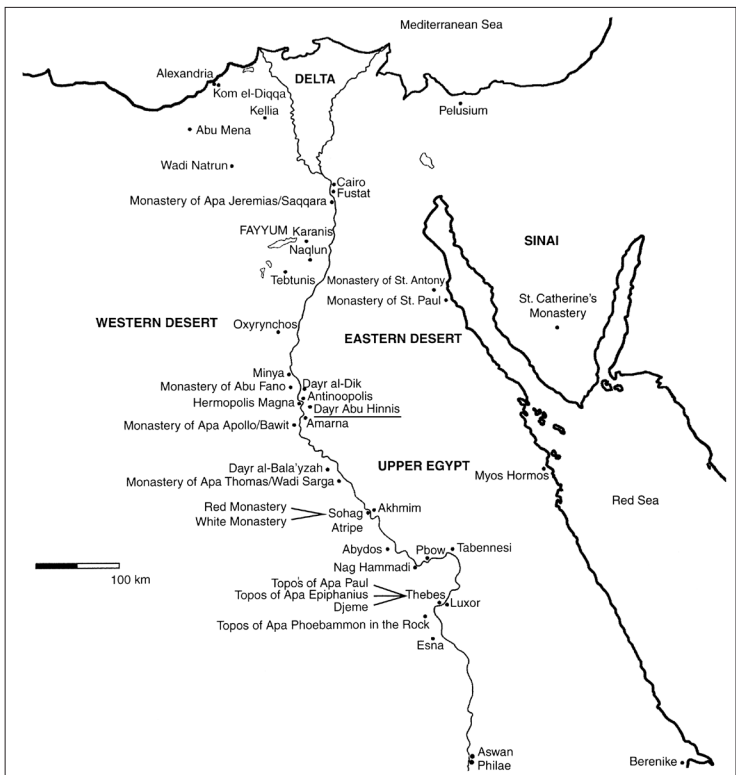 Mediterranean Sea
Alexandria
Kom el-Diqqa
DELTA
Kellia
Pelusium
Abu Mena
Wadi Natrun
Cairo
Fustat
Monastery of Apa Jeremias/Saqqara
FAYYUM Karanis
Naqlun
SINAI
Tebtunis
Monastery of St. Antony
Monastery of St. Paul
St. Catherine's
Monastery
WESTERN DESERT
Oxyrynchos
EASTERN DESERT
Minya
Dayr al-Dik
Monastery of Abu Fano
Antinoopolis
Hermopolis Magna
Dayr Abu Hinnis
Monastery of Apa Apollo/Bawit
Amarna
Dayr al-Bala'yzah
UPPER EGYPT
Monastery of Apa Thomas/Wadi Sarga
Myos Hormos
Red Sea
Red Monastery
White Monastery
Sohag
Akhmim
Atripe
Abydos
Pbow
Tabennesi
Nag Hammadi
100 km
Topo's of Apa Paul
Topos of Apa Epiphanius
Djeme
Thebes
Luxor
Topos of Apa Phoebammon in the Rock
Esna
Aswan
Philae
Berenike